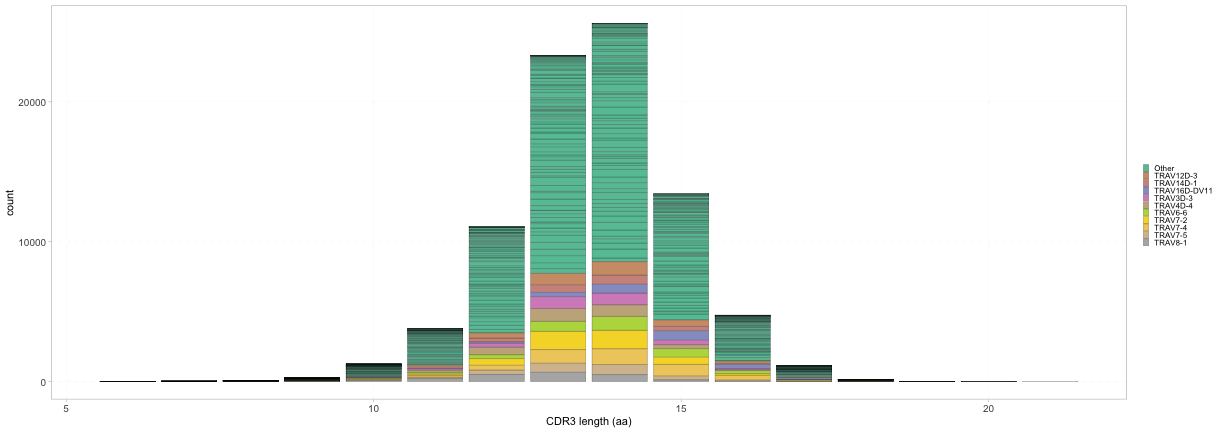 count
20000
10000
0
5
10
15
20
CDR3 length (aa)
Other
TRAV12D-3
TRAV14D-1
TRAV16D-DV11
TRAV3D-3
TRAV4D-4
TRAV6-6
TRAV7-2
TRAV7-4
TRAV7-5
TRAV8-1